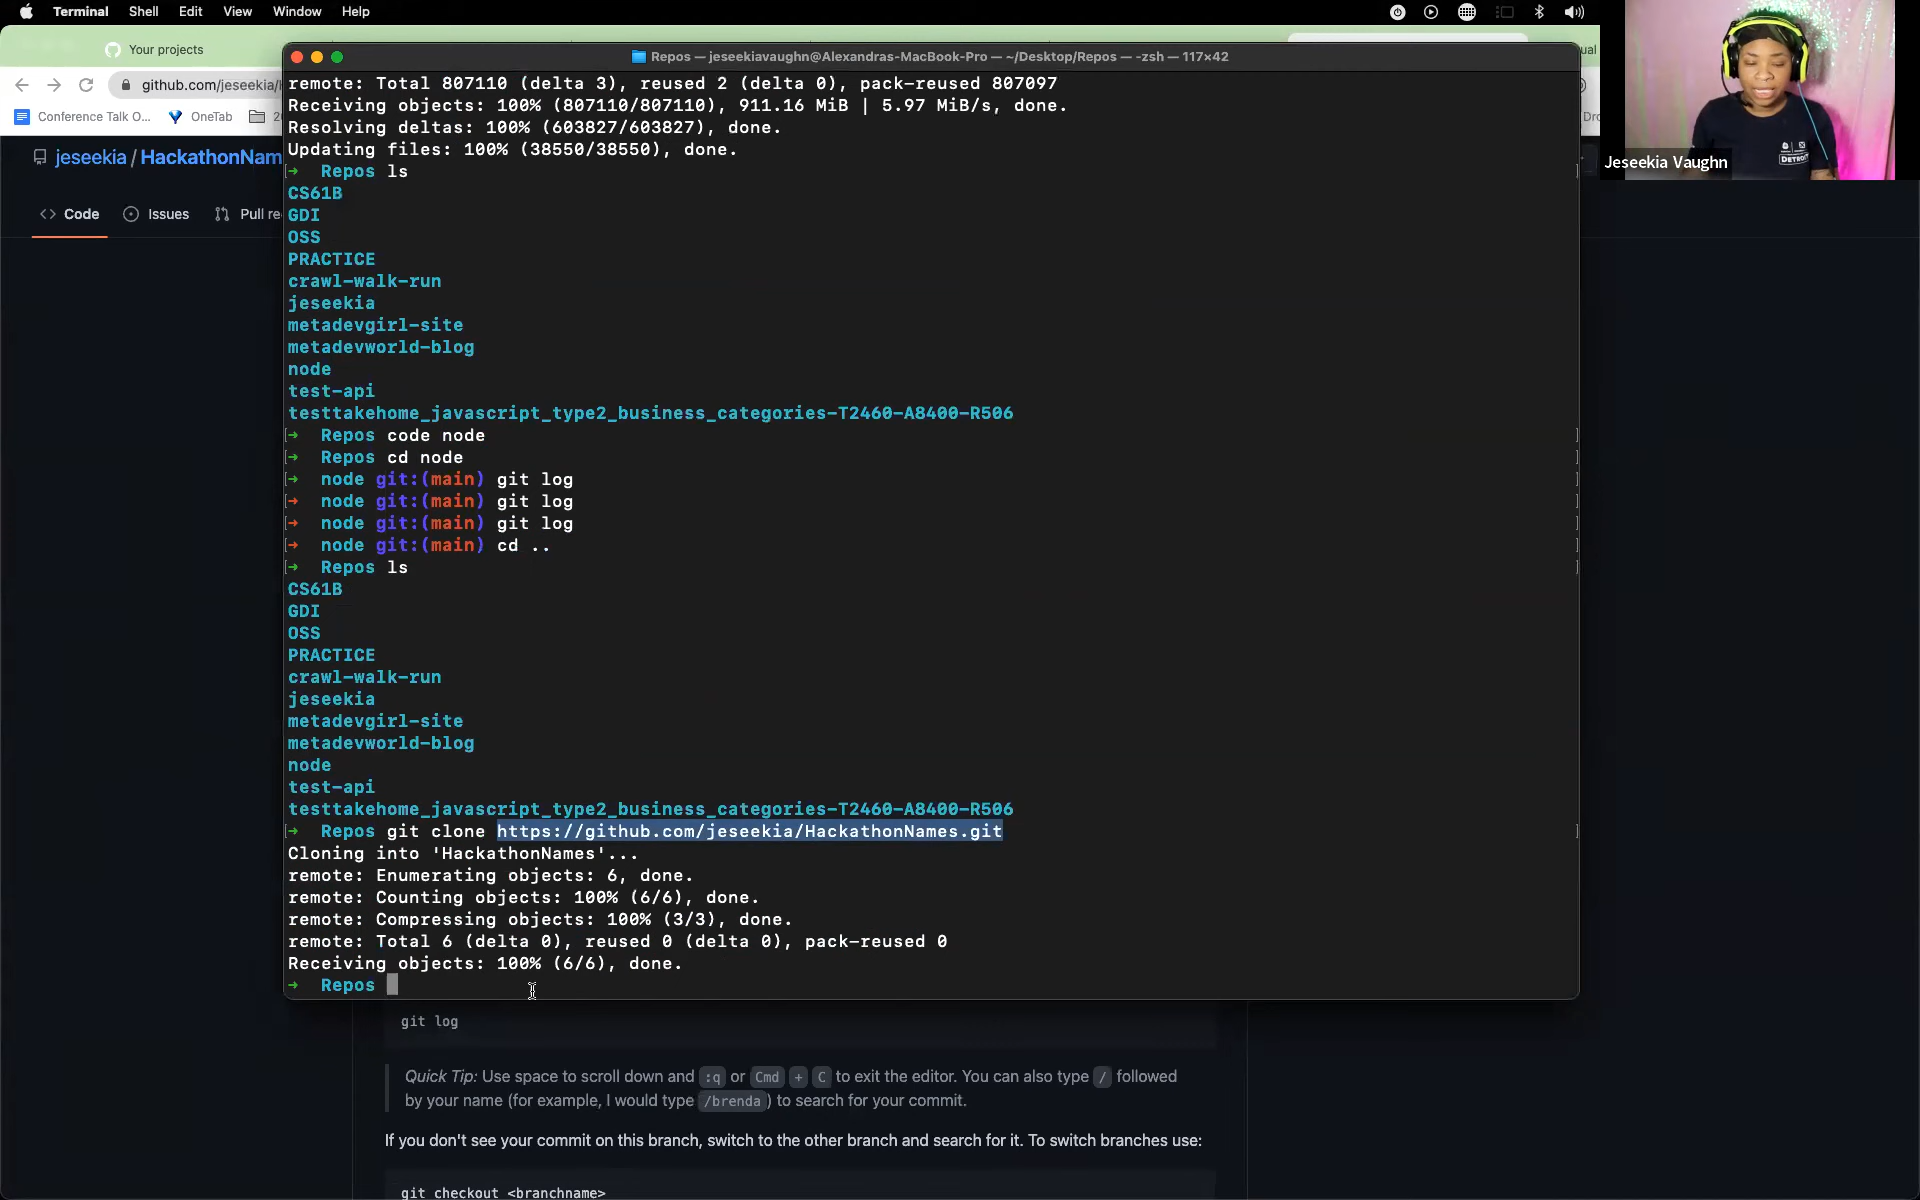 Terminal Shell Edit View Window Help
Your projects
Repos — jeseekiavaughn@Alexandras-MacBook-Pro — ~/Desktop/Repos — -zsh — 117×42
ual
github.com/jeseekia/
Conference Talk O... OneTab
jeseekia / HackathonNam
Jeseekia Vaughn
DETROIT
Code Issues Pull re
remote: Total 807110 (delta 3), reused 2 (delta 0), pack-reused 807097
Receiving objects: 100% (807110/807110), 911.16 MiB | 5.97 MiB/s, done.
Resolving deltas: 100% (603827/603827), done.
Updating files: 100% (38550/38550), done.
[→ Repos ls ]
CS61B
GDI
OSS
PRACTICE
crawl-walk-run
jeseekia
metadevgirl-site
metadevworld-blog
node
test-api
testtakehome_javascript_type2_business_categories-T2460-A8400-R506
[→ Repos code node ]
[→ Repos cd node ]
[→ node git:(main) git log ]
[→ node git:(main) git log ]
[→ node git:(main) git log ]
[→ node git:(main) cd .. ]
[→ Repos ls ]
CS61B
GDI
OSS
PRACTICE
crawl-walk-run
jeseekia
metadevgirl-site
metadevworld-blog
node
test-api
testtakehome_javascript_type2_business_categories-T2460-A8400-R506
[→ Repos git clone https://github.com/jeseekia/HackathonNames.git ]
Cloning into 'HackathonNames'...
remote: Enumerating objects: 6, done.
remote: Counting objects: 100% (6/6), done.
remote: Compressing objects: 100% (3/3), done.
remote: Total 6 (delta 0), reused 0 (delta 0), pack-reused 0
Receiving objects: 100% (6/6), done.
→ Repos
git log
Quick Tip: Use space to scroll down and :q or Cmd + C to exit the editor. You can also type / followed
by your name (for example, I would type /brenda ) to search for your commit.
If you don't see your commit on this branch, switch to the other branch and search for it. To switch branches use:
git checkout <branchname>